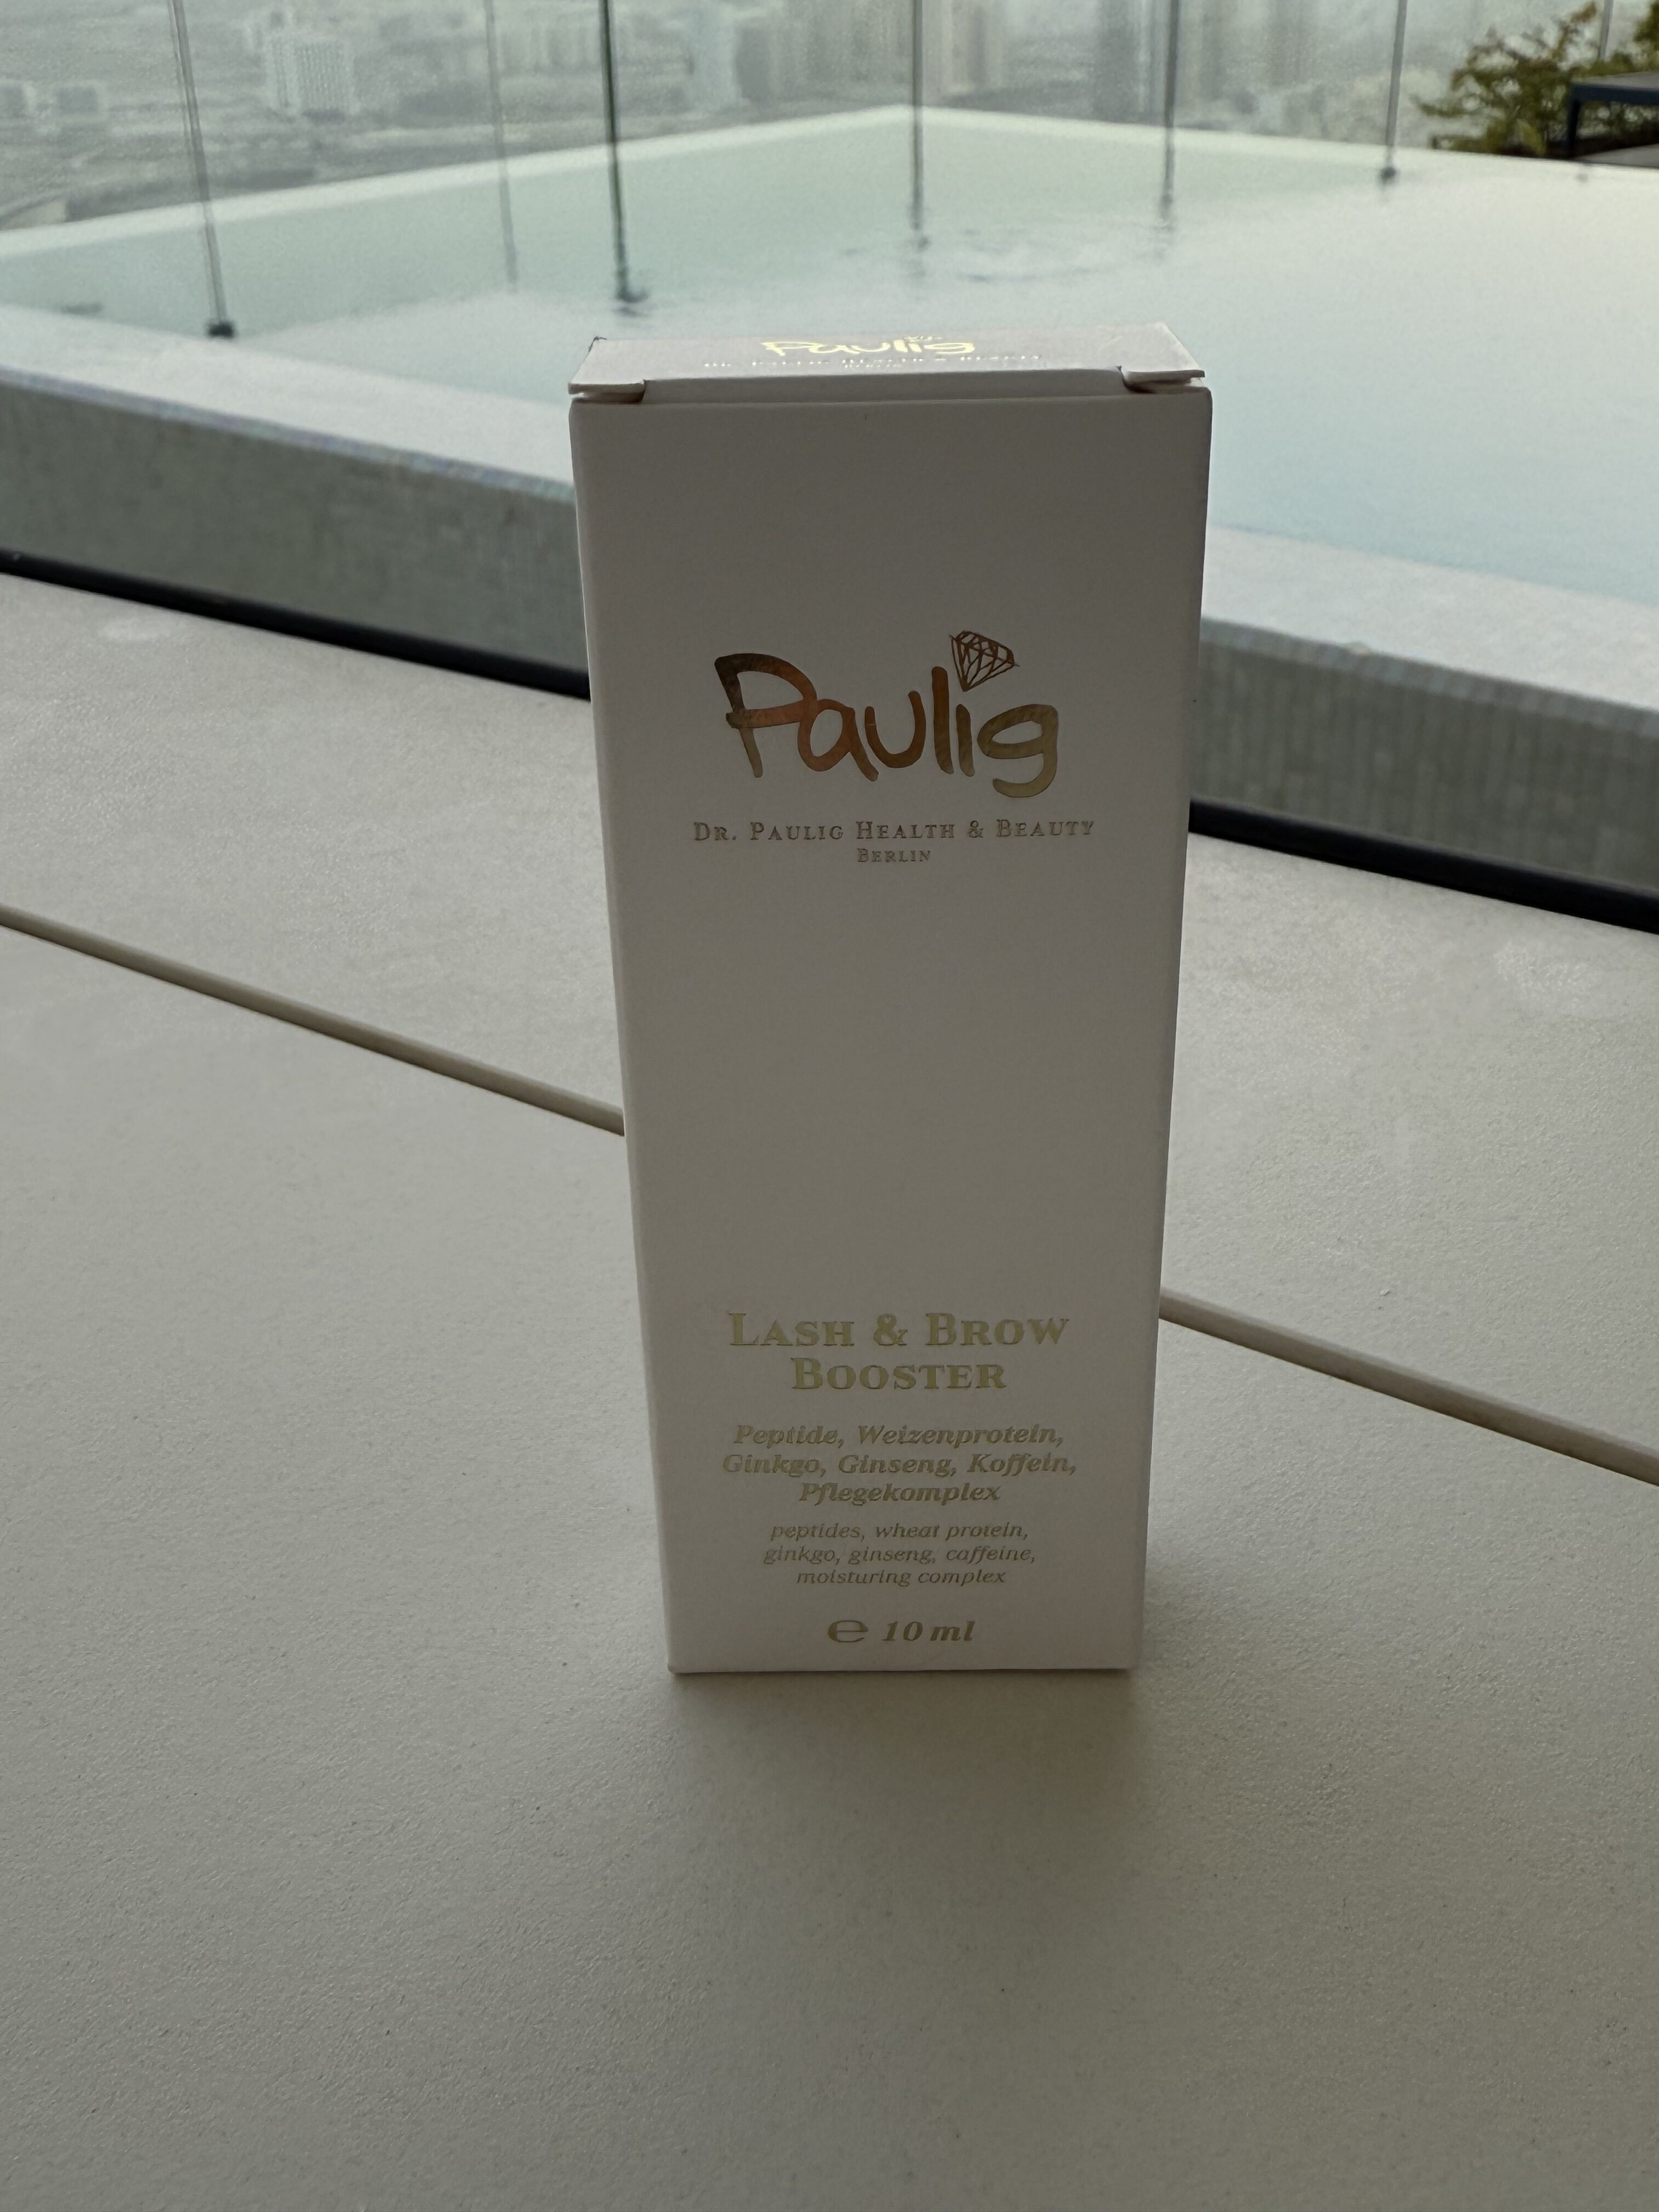 Paulig
Paulig
DR. PAULIG HEALTH & BEAUTY
BERLIN
LASH & BROW
BOOSTER
Peptide, Weizenprotein,
Ginkgo, Ginseng, Koffein,
Pflegekomplex
peptides, wheat protein,
ginkgo, ginseng, caffeine,
moisturing complex
℮ 10 ml